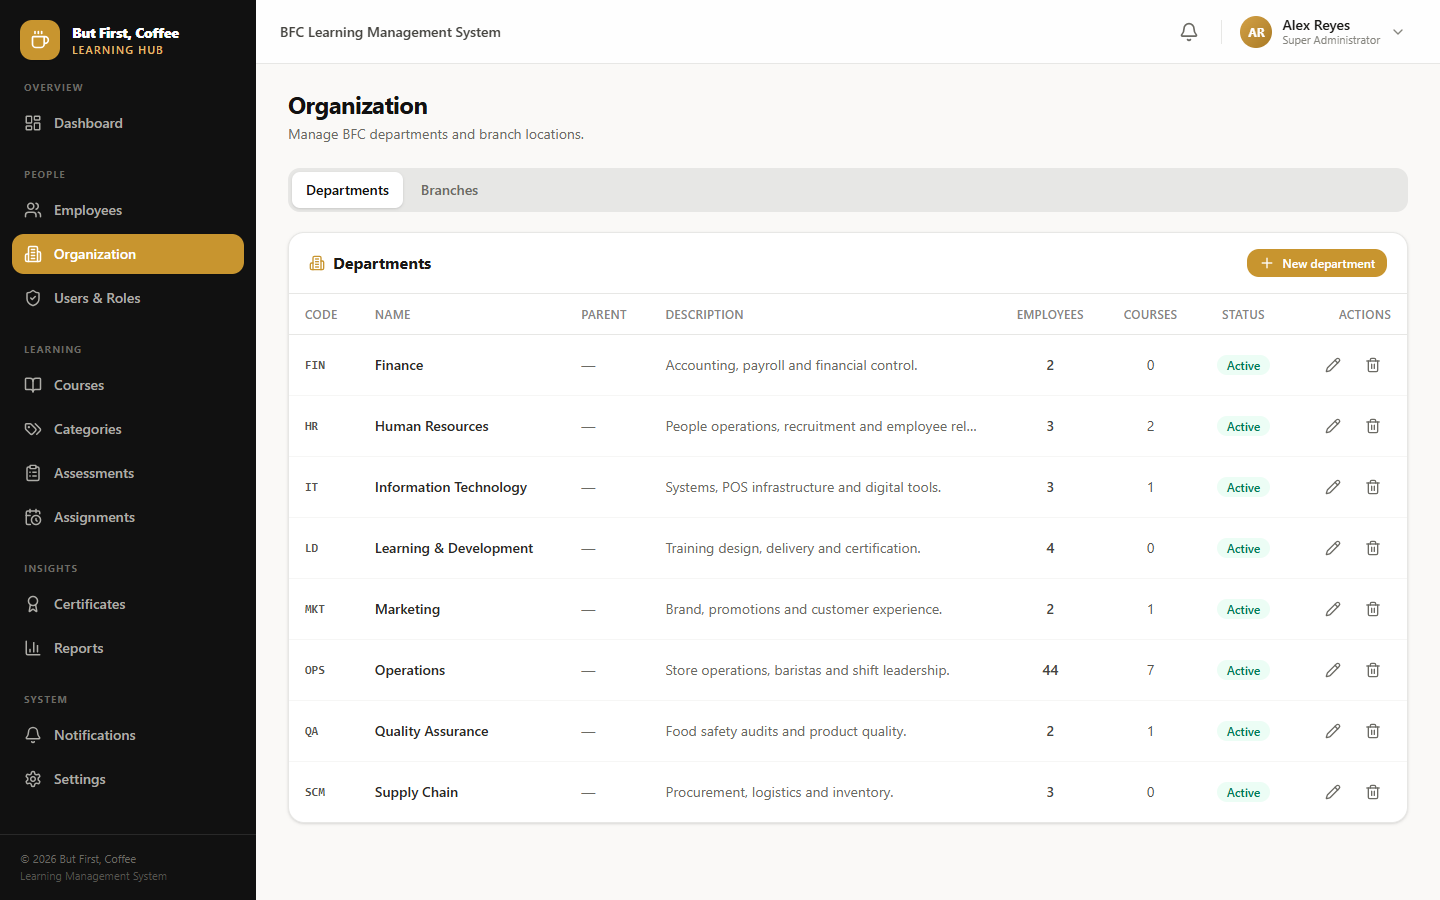 But First, Coffee
LEARNING HUB
OVERVIEW
Dashboard
PEOPLE
Employees
Organization
Users & Roles
LEARNING
Courses
Categories
Assessments
Assignments
INSIGHTS
Certificates
Reports
SYSTEM
Notifications
Settings
© 2026 But First, Coffee
Learning Management System
BFC Learning Management System
AR
Alex Reyes
Super Administrator
Organization
Manage BFC departments and branch locations.
Departments Branches
Departments
New department
CODE NAME PARENT DESCRIPTION EMPLOYEES COURSES STATUS ACTIONS
FIN Finance — Accounting, payroll and financial control. 2 0 Active
HR Human Resources — People operations, recruitment and employee rel... 3 2 Active
IT Information Technology — Systems, POS infrastructure and digital tools. 3 1 Active
LD Learning & Development — Training design, delivery and certification. 4 0 Active
MKT Marketing — Brand, promotions and customer experience. 2 1 Active
OPS Operations — Store operations, baristas and shift leadership. 44 7 Active
QA Quality Assurance — Food safety audits and product quality. 2 1 Active
SCM Supply Chain — Procurement, logistics and inventory. 3 0 Active